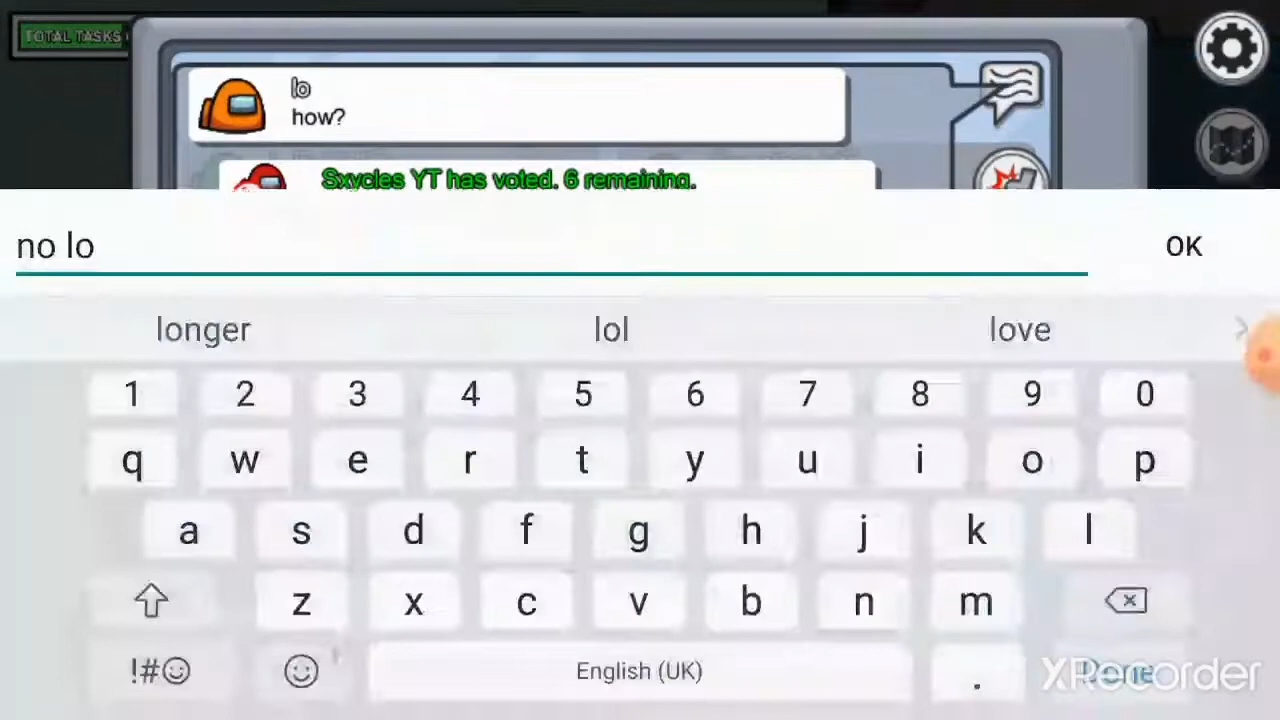 TOTAL TASKS
lo
how?
Sxycles YT has voted. 6 remaining.
no lo
OK
longer lol love
1 2 3 4 5 6 7 8 9 0
q w e r t y u i o p
a s d f g h j k l
z x c v b n m
!#☺ English (UK) . Done
XRecorder